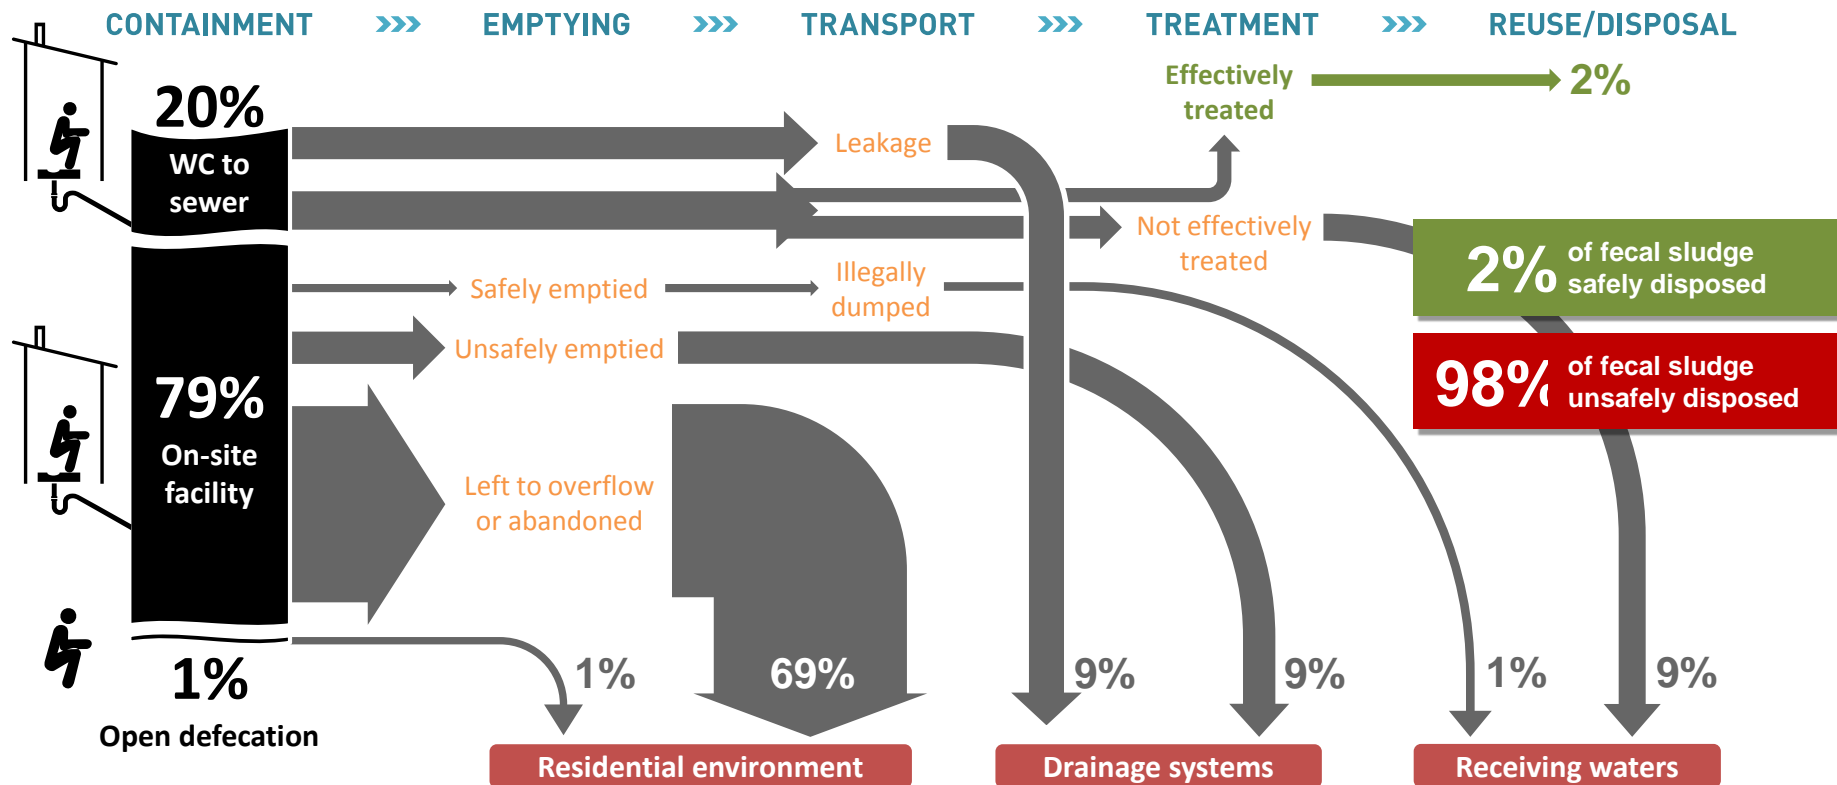 CONTAINMENT >>> EMPTYING >>> TRANSPORT >>> TREATMENT >>> REUSE/DISPOSAL
20%
WC to
sewer
Leakage
Effectively
treated
2%
Not effectively
treated
Safely emptied
Illegally
dumped
2%
of fecal sludge
safely disposed
Unsafely emptied
98%
of fecal sludge
unsafely disposed
79%
On-site
facility
Left to overflow
or abandoned
1%
Open defecation
1%
69%
9%
9%
1%
9%
Residential environment
Drainage systems
Receiving waters